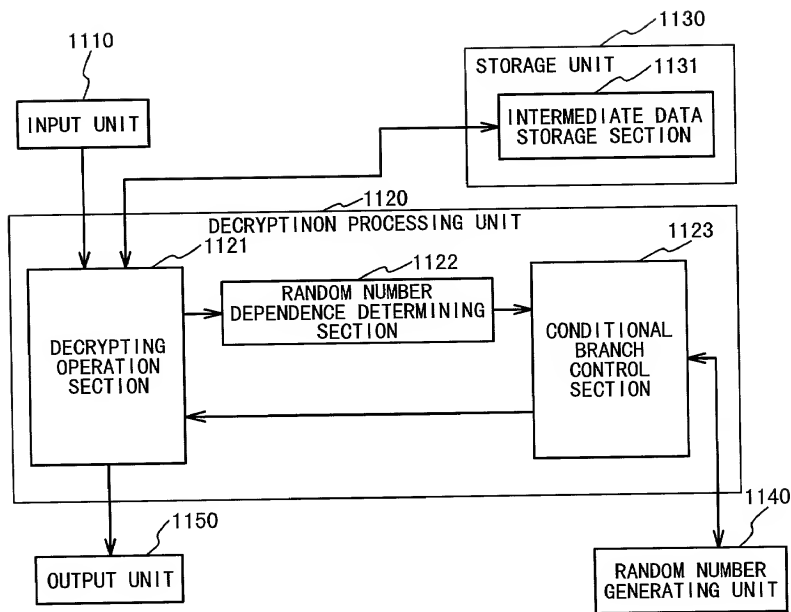 1110
INPUT UNIT
1130
STORAGE UNIT
1131
INTERMEDIATE DATA
STORAGE SECTION
1120
DECRYPTINON PROCESSING UNIT
1121
DECRYPTING
OPERATION
SECTION
1122
RANDOM NUMBER
DEPENDENCE DETERMINING
SECTION
1123
CONDITIONAL
BRANCH
CONTROL
SECTION
1150
OUTPUT UNIT
1140
RANDOM NUMBER
GENERATING UNIT